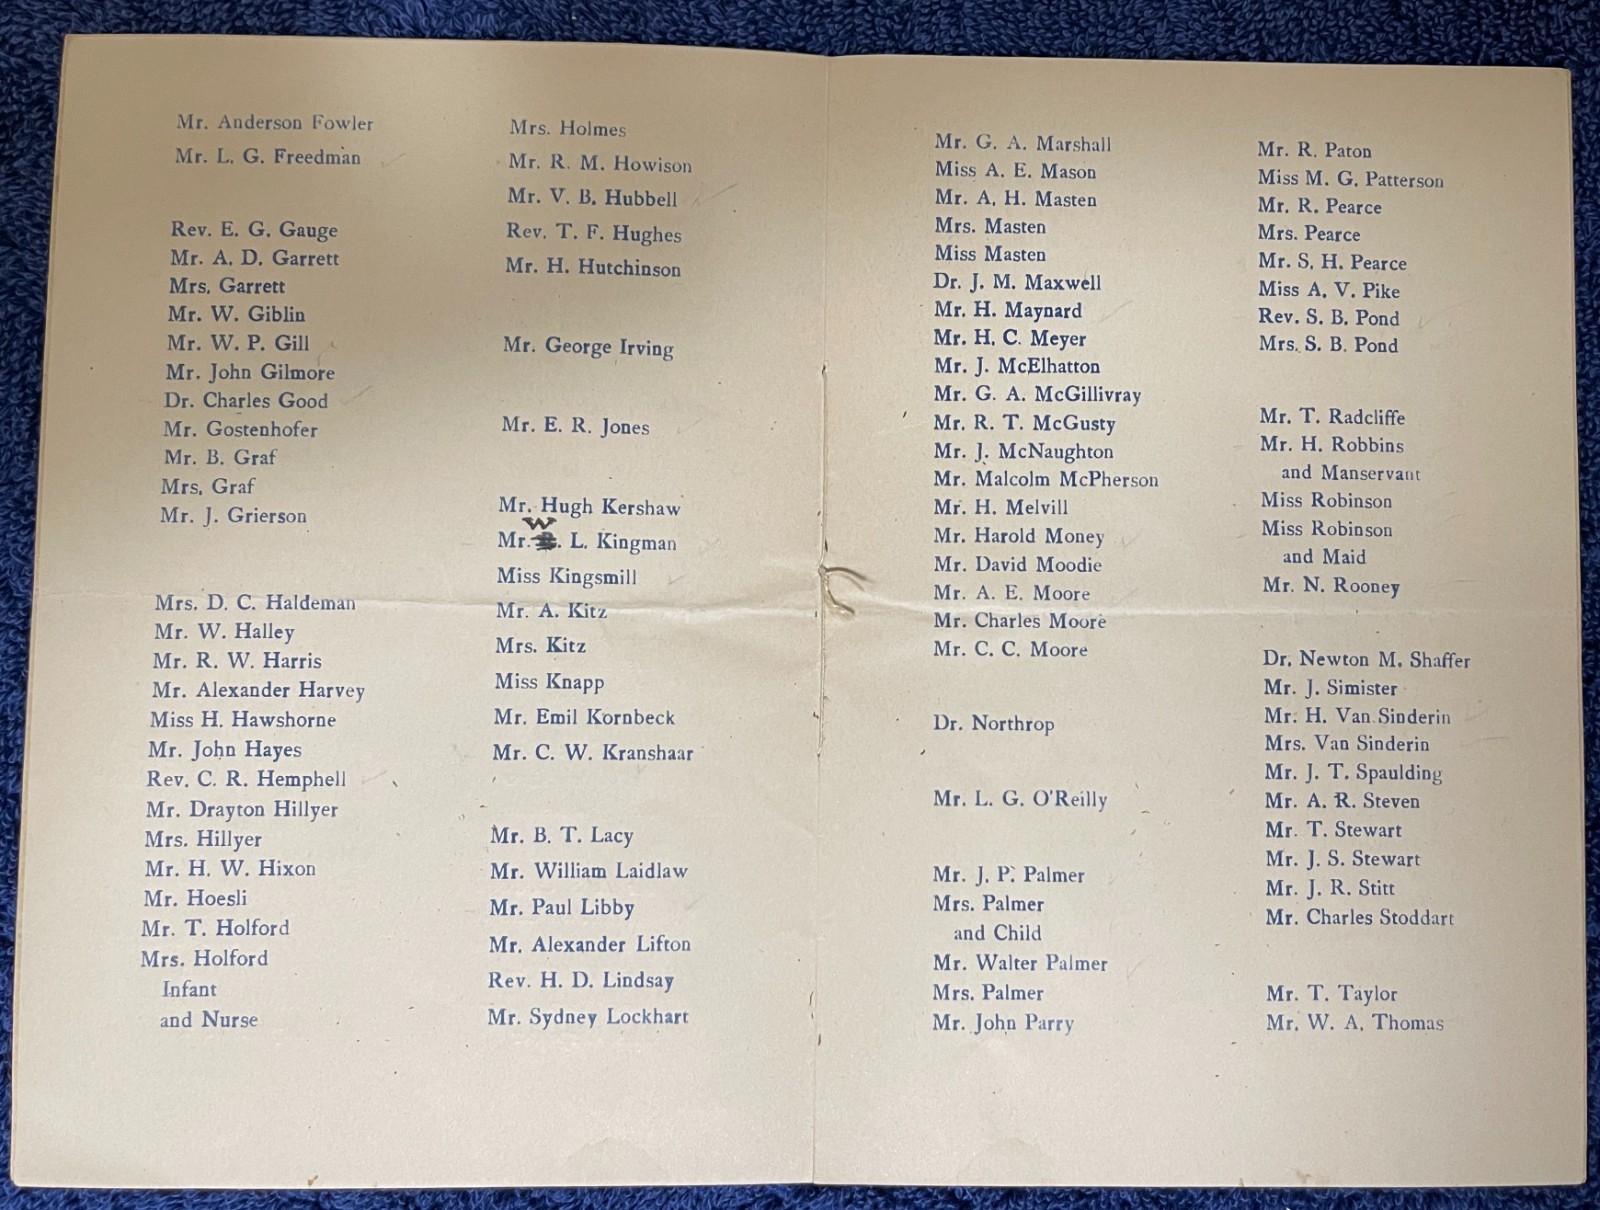 Mr. Anderson Fowler
Mr. L. G. Freedman
Rev. E. G. Gauge
Mr. A. D. Garrett
Mrs. Garrett
Mr. W. Giblin
Mr. W. P. Gill
Mr. John Gilmore
Dr. Charles Good
Mr. Gostenhofer
Mr. B. Graf
Mrs. Graf
Mr. J. Grierson
Mrs. D. C. Haldeman
Mr. W. Halley
Mr. R. W. Harris
Mr. Alexander Harvey
Miss H. Hawshorne
Mr. John Hayes
Rev. C. R. Hemphell
Mr. Drayton Hillyer
Mrs. Hillyer
Mr. H. W. Hixon
Mr. Hoesli
Mr. T. Holford
Mrs. Holford
Infant
and Nurse
Mrs. Holmes
Mr. R. M. Howison
Mr. V. B. Hubbell
Rev. T. F. Hughes
Mr. H. Hutchinson
Mr. George Irving
Mr. E. R. Jones
Mr. Hugh Kershaw
W
Mr. L. Kingman
Miss Kingsmill
Mr. A. Kitz
Mrs. Kitz
Miss Knapp
Mr. Emil Kornbeck
Mr. C. W. Kranshaar
Mr. B. T. Lacy
Mr. William Laidlaw
Mr. Paul Libby
Mr. Alexander Lifton
Rev. H. D. Lindsay
Mr. Sydney Lockhart
Mr. G. A. Marshall
Miss A. E. Mason
Mr. A. H. Masten
Mrs. Masten
Miss Masten
Dr. J. M. Maxwell
Mr. H. Maynard
Mr. H. C. Meyer
Mr. J. McElhatton
Mr. G. A. McGillivray
Mr. R. T. McGusty
Mr. J. McNaughton
Mr. Malcolm McPherson
Mr. H. Melvill
Mr. Harold Money
Mr. David Moodie
Mr. A. E. Moore
Mr. Charles Moore
Mr. C. C. Moore
Dr. Northrop
Mr. L. G. O'Reilly
Mr. J. P. Palmer
Mrs. Palmer
and Child
Mr. Walter Palmer
Mrs. Palmer
Mr. John Parry
Mr. R. Paton
Miss M. G. Patterson
Mr. R. Pearce
Mrs. Pearce
Mr. S. H. Pearce
Miss A. V. Pike
Rev. S. B. Pond
Mrs. S. B. Pond
Mr. T. Radcliffe
Mr. H. Robbins
and Manservant
Miss Robinson
Miss Robinson
and Maid
Mr. N. Rooney
Dr. Newton M. Shaffer
Mr. J. Simister
Mr. H. Van Sinderin
Mrs. Van Sinderin
Mr. J. T. Spaulding
Mr. A. R. Steven
Mr. T. Stewart
Mr. J. S. Stewart
Mr. J. R. Stitt
Mr. Charles Stoddart
Mr. T. Taylor
Mr. W. A. Thomas